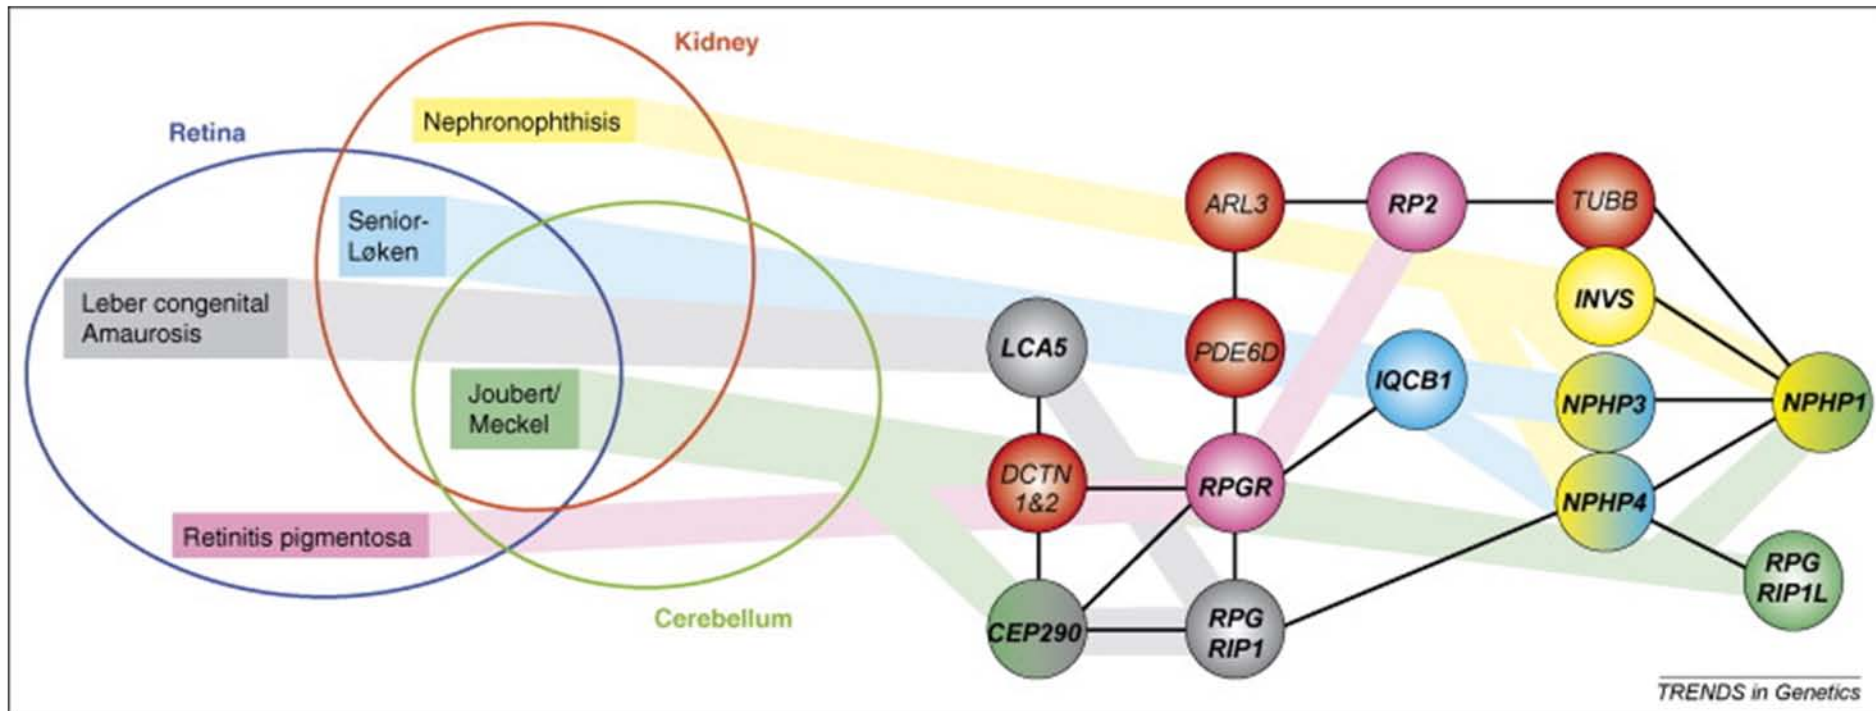 Kidney
Nephronophthisis
Retina
Senior-
Løken
Leber congenital
Amaurosis
Joubert/
Meckel
Retinitis pigmentosa
Cerebellum
ARL3
RP2
TUBB
INVS
LCA5
PDE6D
IQCB1
NPHP3
NPHP1
DCTN
1&2
RPGR
NPHP4
CEP290
RPG
RIP1
RPG
RIP1L
TRENDS in Genetics